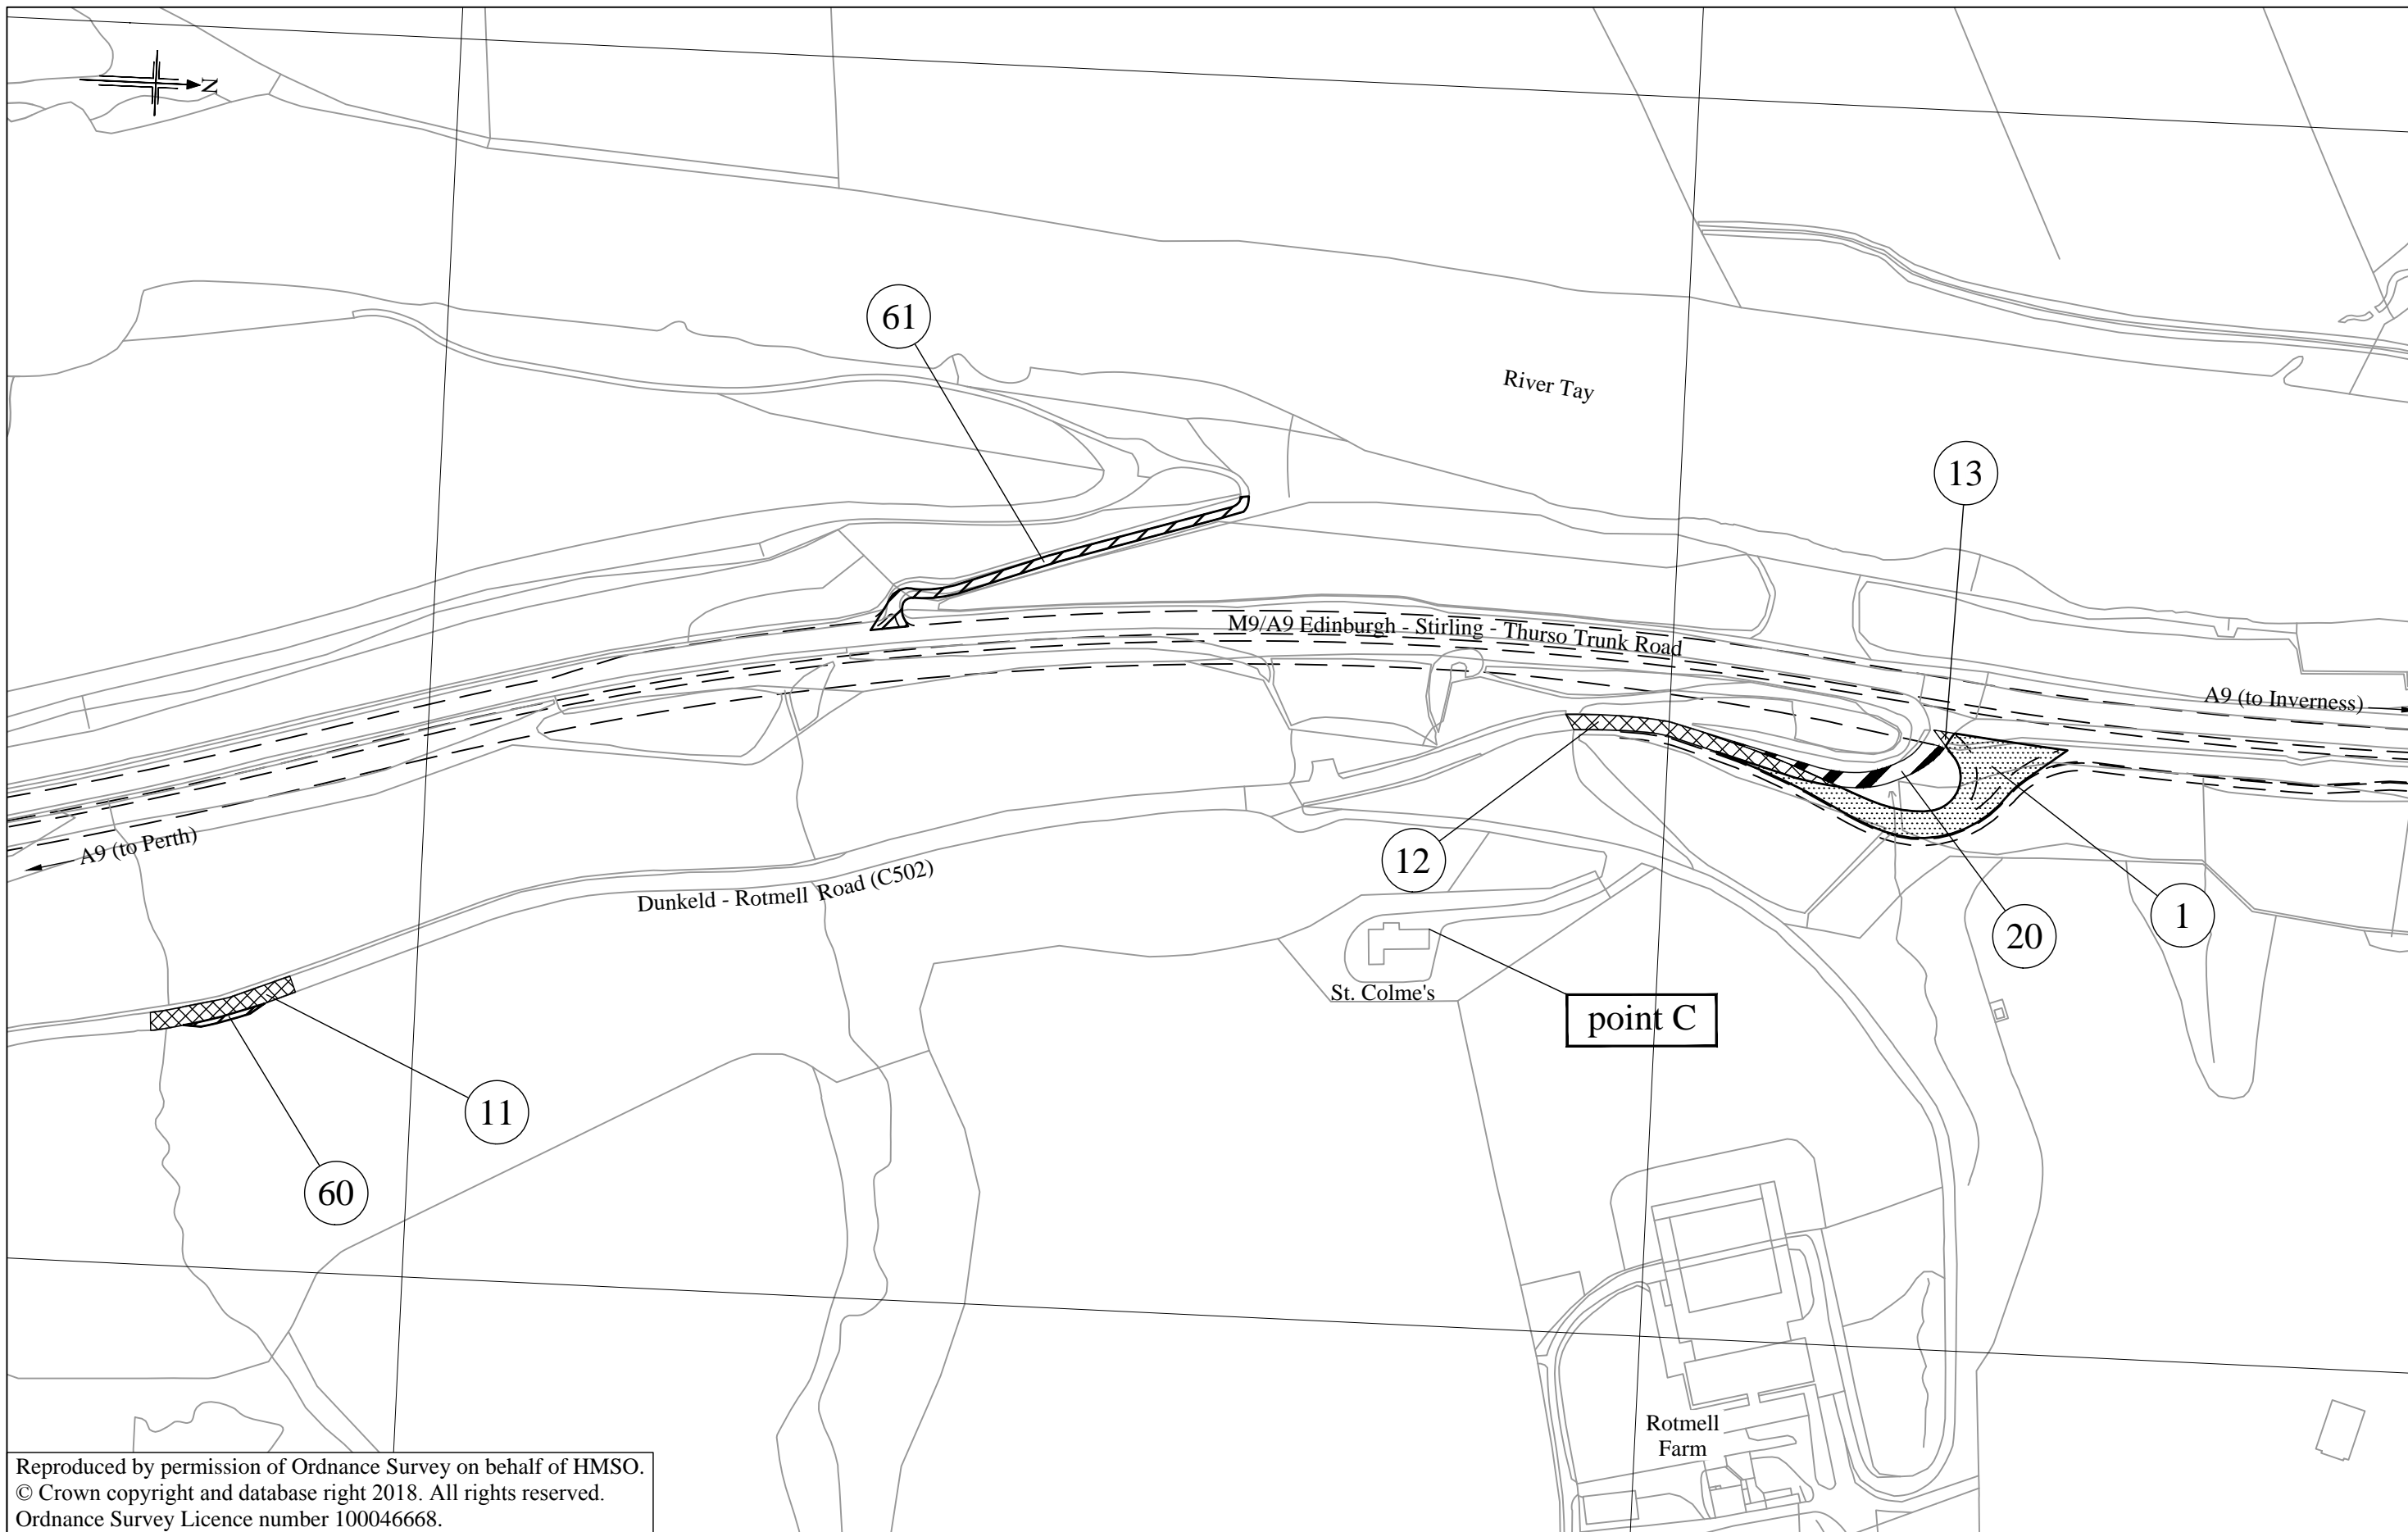 N
61
River Tay
13
M9/A9 Edinburgh - Stirling - Thurso Trunk Road
A9 (to Inverness)
A9 (to Perth)
12
Dunkeld - Rotmell Road (C502)
1
20
St. Colme's
point C
11
60
Rotmell
Farm
Reproduced by permission of Ordnance Survey on behalf of HMSO.
© Crown copyright and database right 2018. All rights reserved.
Ordnance Survey Licence number 100046668.